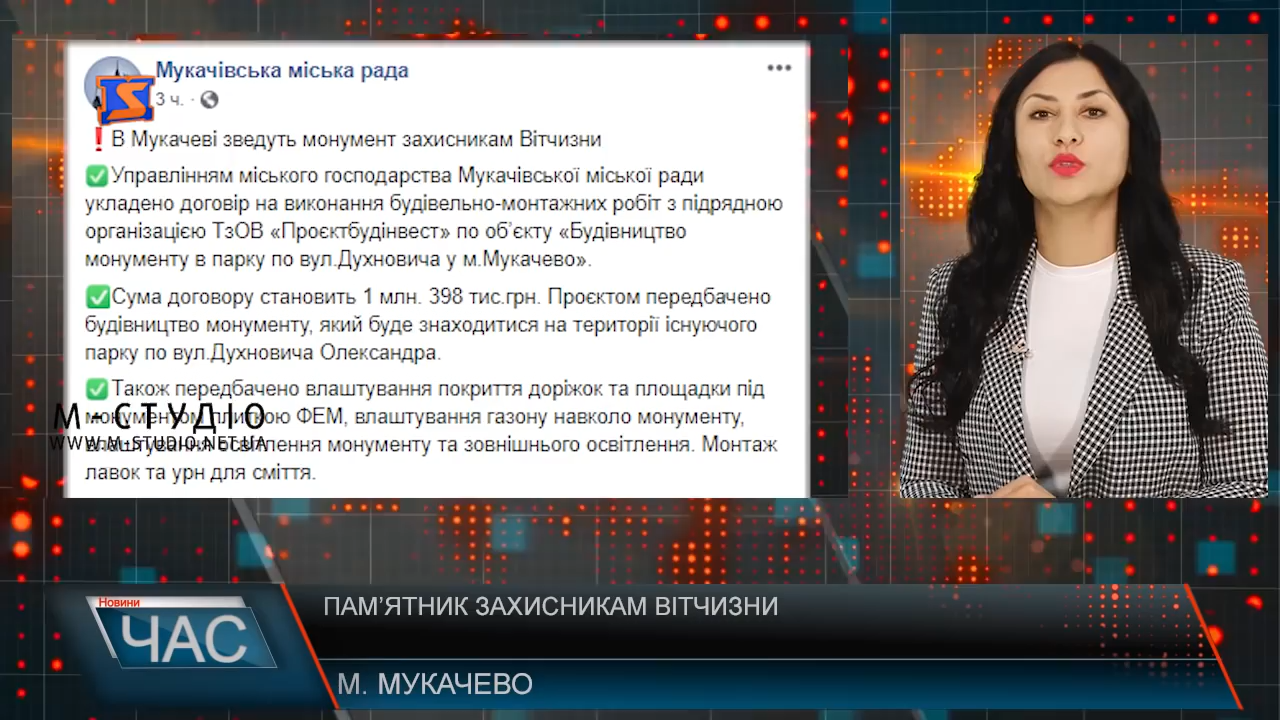 Мукачівська міська рада
3 ч. ·
❗В Мукачеві зведуть монумент захисникам Вітчизни
✅Управлінням міського господарства Мукачівської міської ради
укладено договір на виконання будівельно-монтажних робіт з підрядною
організацією ТзОВ «Проєктбудінвест» по об'єкту «Будівництво
монументу в парку по вул.Духновича у м.Мукачево».
✅Сума договору становить 1 млн. 398 тис.грн. Проєктом передбачено
будівництво монументу, який буде знаходитися на території існуючого
парку по вул.Духновича Олександра.
✅Також передбачено влаштування покриття доріжок та площадки під
монументом плиткою ФЕМ, влаштування газону навколо монументу,
влаштування освітлення монументу та зовнішнього освітлення. Монтаж
лавок та урн для сміття.
М-СТУДІО
WWW.M-STUDIO.NET.UA
Новини
ЧАС
ПАМ’ЯТНИК ЗАХИСНИКАМ ВІТЧИЗНИ
М. МУКАЧЕВО